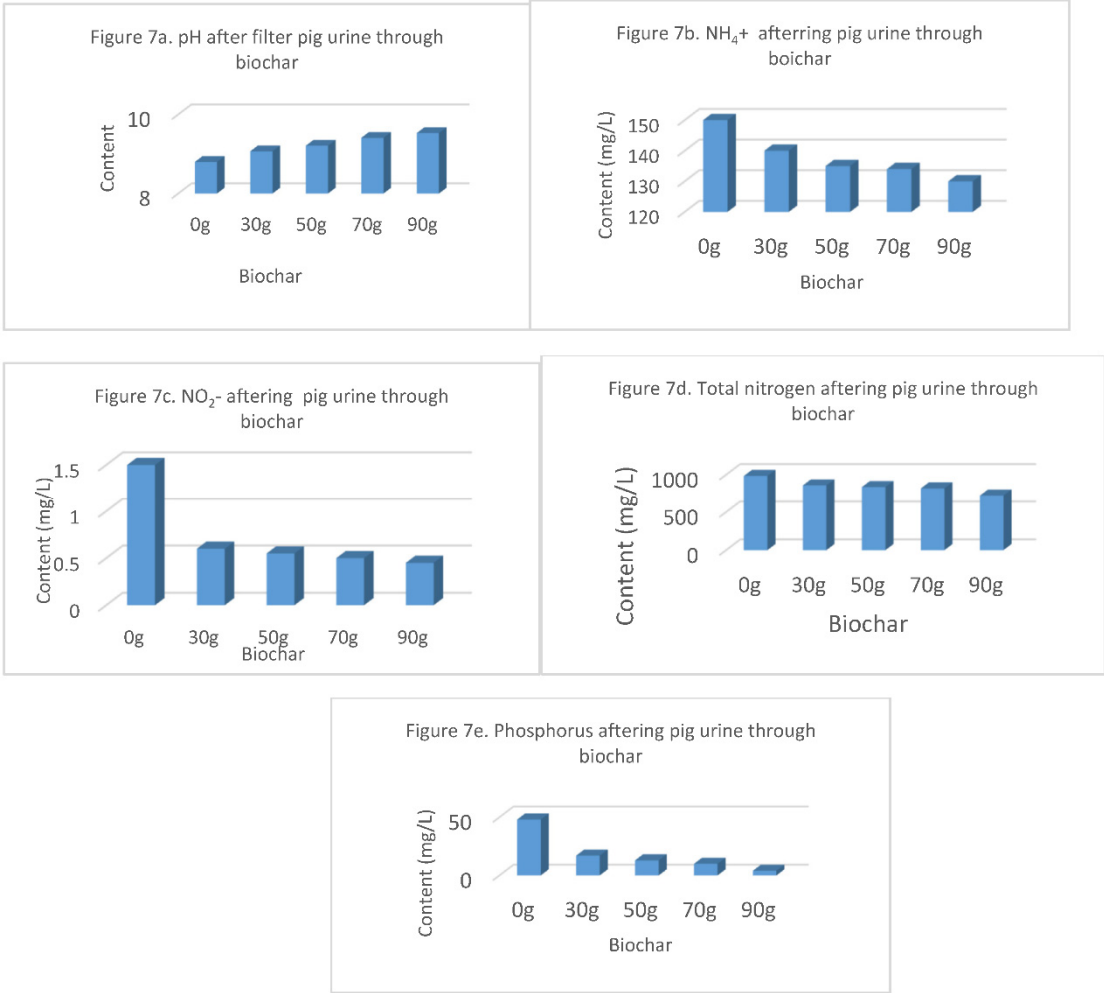 Figure 7a. pH after filter pig urine through
biochar
Content
10
8
0g 30g 50g 70g 90g
Biochar
Figure 7b. NH₄+ afterring pig urine through
boichar
Content (mg/L)
150
140
130
120
0g 30g 50g 70g 90g
Biochar
Figure 7c. NO₂- aftering pig urine through
biochar
Content (mg/L)
1.5
1
0.5
0
0g 30g 50g 70g 90g
Biochar
Figure 7d. Total nitrogen aftering pig urine through
biochar
Content (mg/L)
1000
500
0
0g 30g 50g 70g 90g
Biochar
Figure 7e. Phosphorus aftering pig urine through
biochar
Content (mg/L)
50
0
0g 30g 50g 70g 90g
Biochar